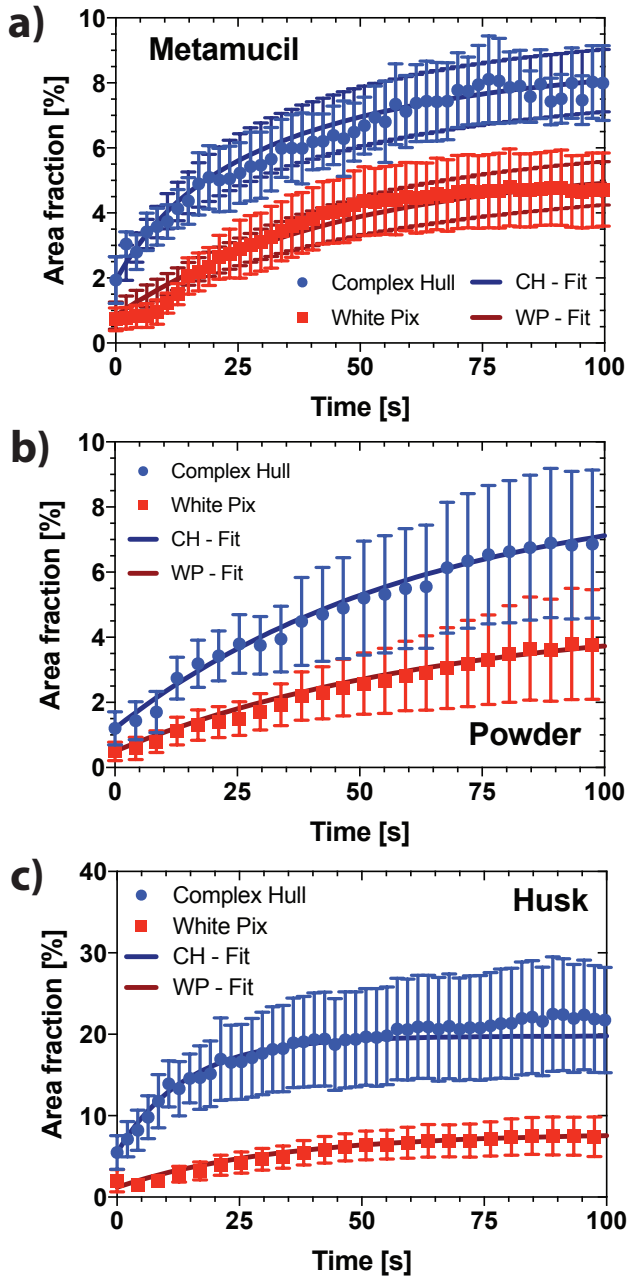 a)
Metamucil
Area fraction [%]
10
8
6
4
2
0
Complex Hull
CH - Fit
White Pix
WP - Fit
0 25 50 75 100
Time [s]
b)
Area fraction [%]
10
8
6
4
2
0
Complex Hull
White Pix
CH - Fit
WP - Fit
Powder
0 25 50 75 100
Time [s]
c)
Area fraction [%]
40
30
20
10
0
Complex Hull
White Pix
CH - Fit
WP - Fit
Husk
0 25 50 75 100
Time [s]